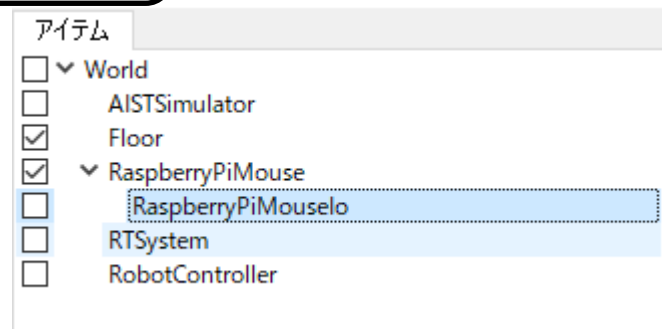 アイテム
World
AISTSimulator
Floor
RaspberryPiMouse
RaspberryPiMouseIo
RTSystem
RobotController